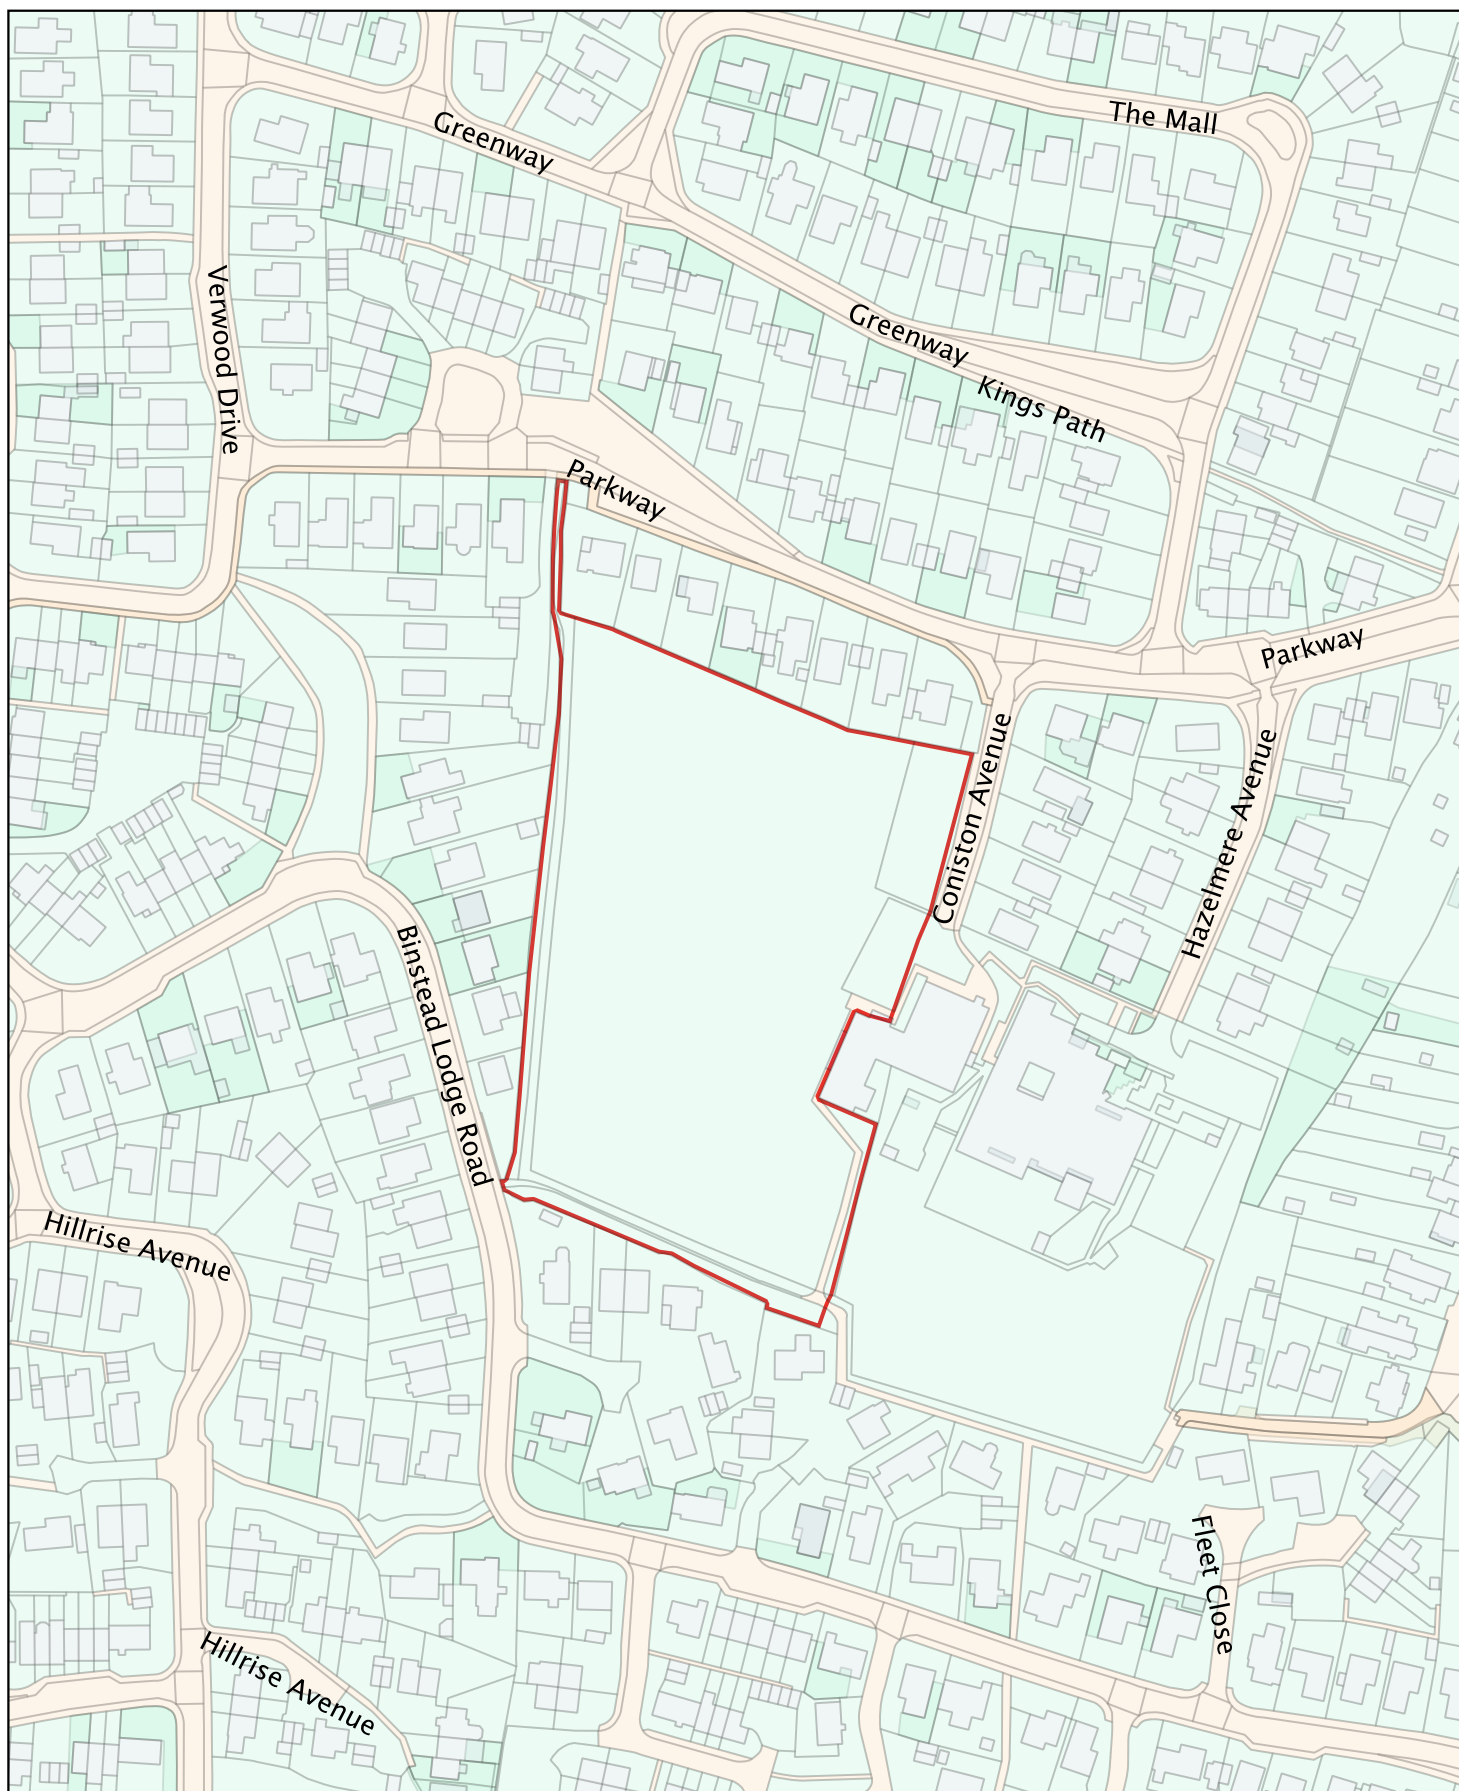 The Mall
Greenway
Verwood Drive
Greenway
Kings Path
Parkway
Parkway
Coniston Avenue
Hazelmere Avenue
Binstead Lodge Road
Hillrise Avenue
Fleet Close
Hillrise Avenue